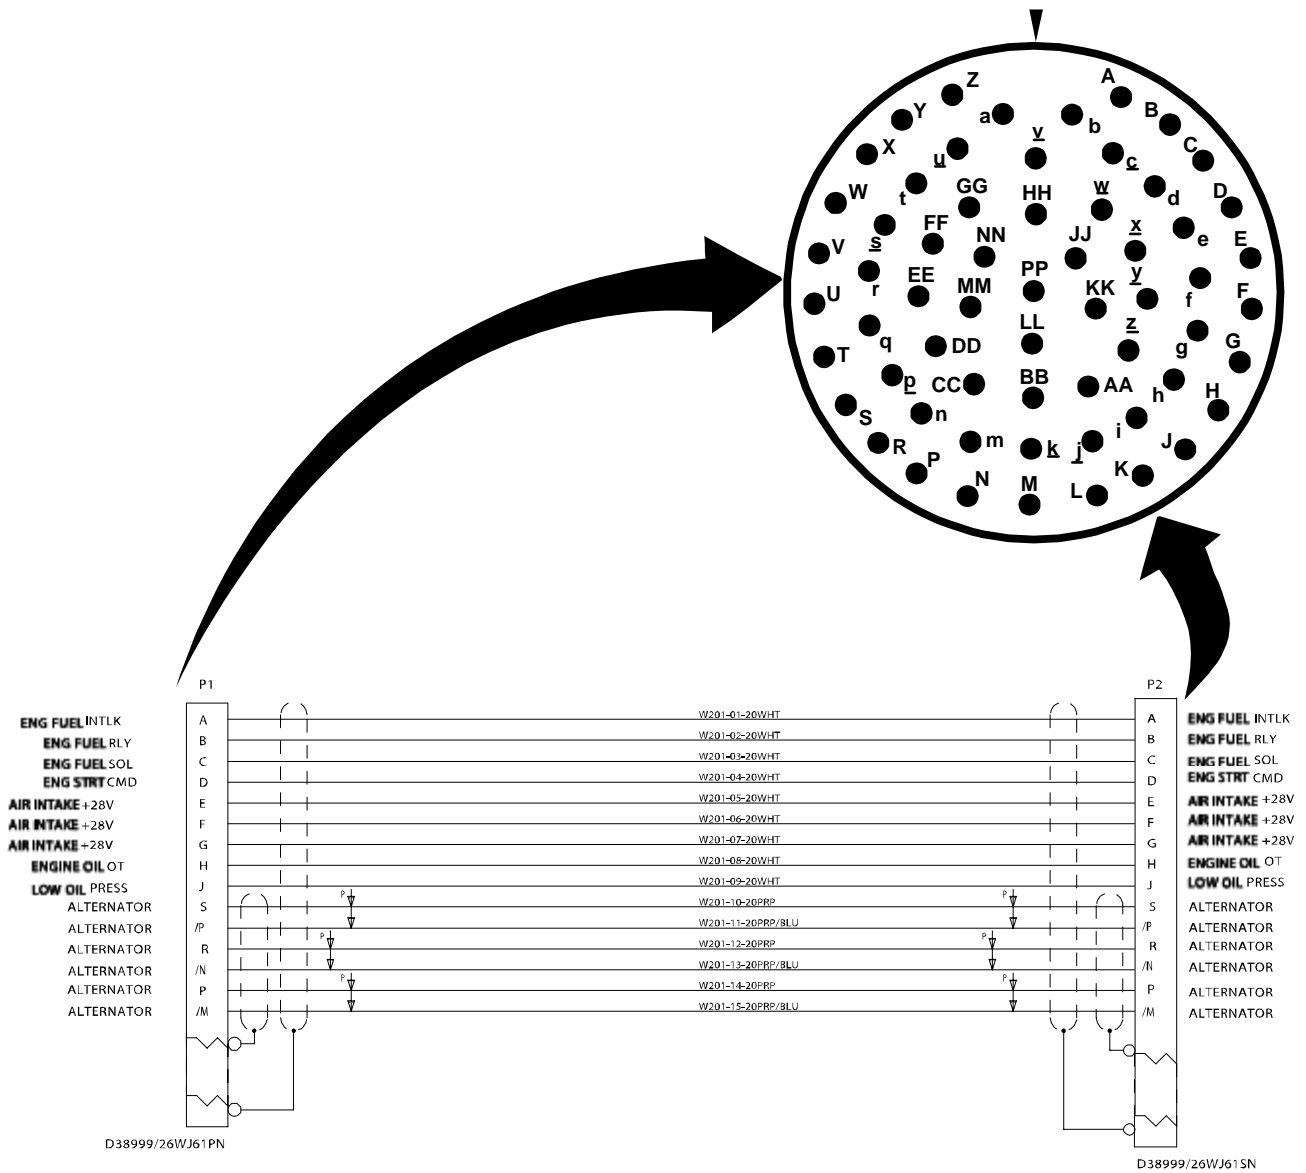 Z A
Y a v b B
X u c C
W t GG HH w d D
V s FF NN JJ x e E
U r EE MM PP KK y f F
T q DD LL z g G
S p CC BB AA h H
R n m k j i J
P N M L K
P1 P2
ENG FUEL INTLK A W201-01-20WHT A ENG FUEL INTLK
ENG FUEL RLY B W201-02-20WHT B ENG FUEL RLY
ENG FUEL SOL C W201-03-20WHT C ENG FUEL SOL
ENG STRT CMD D W201-04-20WHT D ENG STRT CMD
AIR INTAKE +28V E W201-05-20WHT E AIR INTAKE +28V
AIR INTAKE +28V F W201-06-20WHT F AIR INTAKE +28V
AIR INTAKE +28V G W201-07-20WHT G AIR INTAKE +28V
ENGINE OIL OT H W201-08-20WHT H ENGINE OIL OT
LOW OIL PRESS J W201-09-20WHT J LOW OIL PRESS
ALTERNATOR S P W201-10-20PRP P S ALTERNATOR
ALTERNATOR /P W201-11-20PRP/BLU /P ALTERNATOR
ALTERNATOR R P W201-12-20PRP P R ALTERNATOR
ALTERNATOR /N W201-13-20PRP/BLU /N ALTERNATOR
ALTERNATOR P P W201-14-20PRP P P ALTERNATOR
ALTERNATOR /M W201-15-20PRP/BLU /M ALTERNATOR
D38999/26WJ61PN
D38999/26WJ61SN